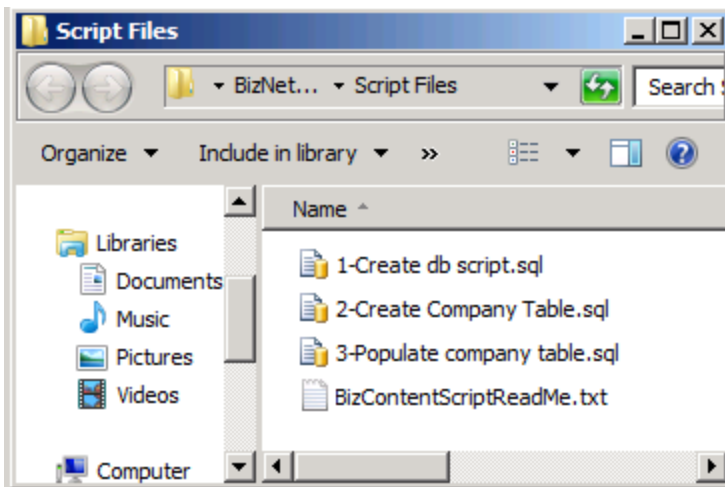 Script Files
BizNet... Script Files
Search
Organize Include in library »
Name
Libraries
Documents
Music
Pictures
Videos
Computer
1-Create db script.sql
2-Create Company Table.sql
3-Populate company table.sql
BizContentScriptReadMe.txt